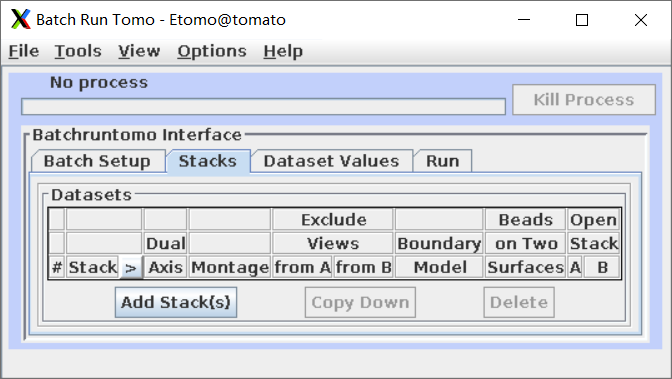 Batch Run Tomo - Etomo@tomato
File Tools View Options Help
No process
Kill Process
Batchruntomo Interface
Batch Setup Stacks Dataset Values Run
Datasets
Exclude Beads Open
Dual Views Boundary on Two Stack
# Stack > Axis Montage from A from B Model Surfaces A B
Add Stack{s} Copy Down Delete